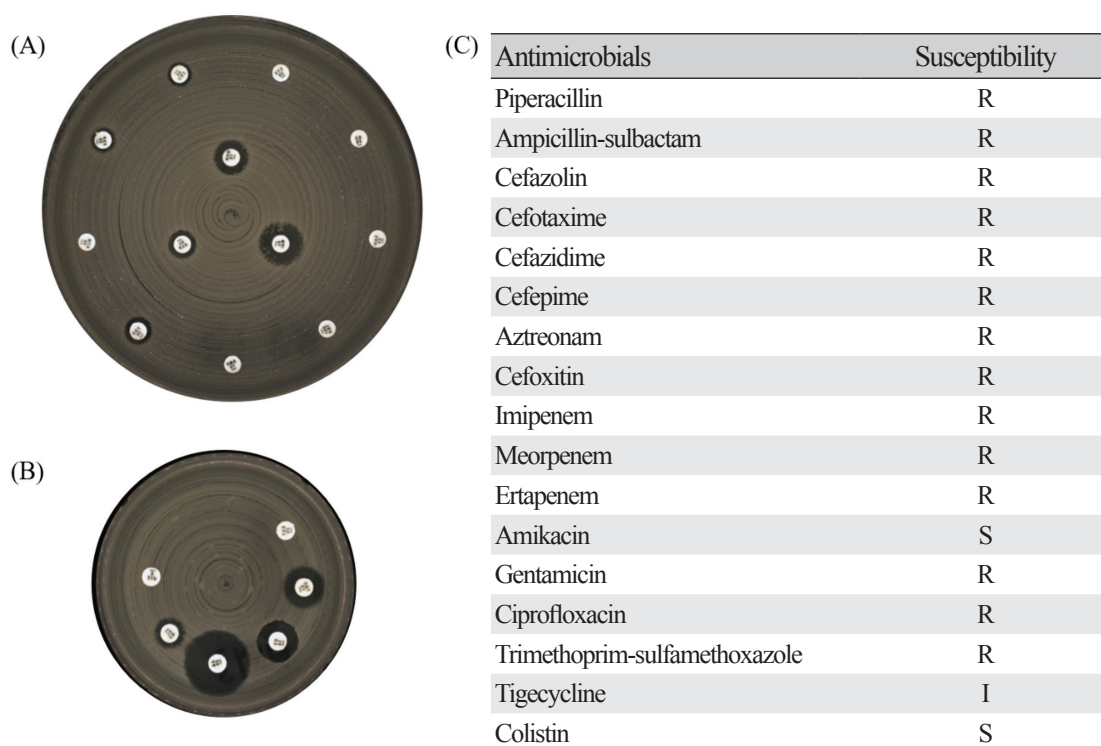 (A)
(B)
(C)
Antimicrobials Susceptibility
Piperacillin R
Ampicillin-sulbactam R
Cefazolin R
Cefotaxime R
Cefazidime R
Cefepime R
Aztreonam R
Cefoxitin R
Imipenem R
Meorpenem R
Ertapenem R
Amikacin S
Gentamicin R
Ciprofloxacin R
Trimethoprim-sulfamethoxazole R
Tigecycline I
Colistin S